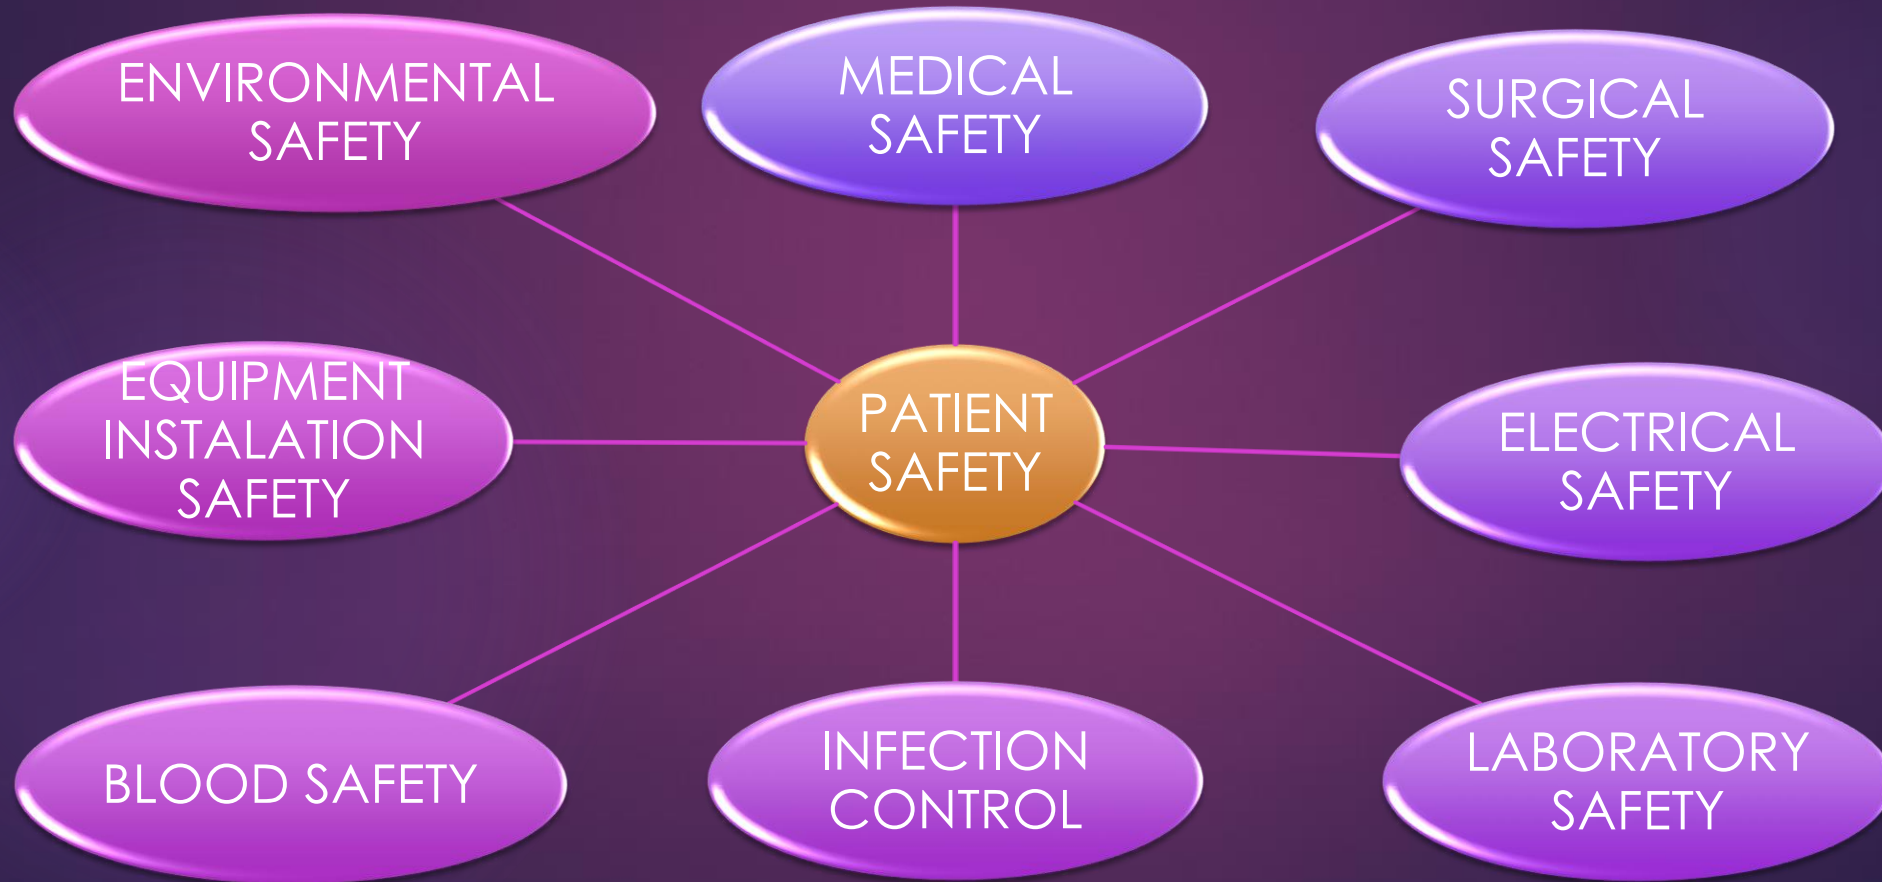 ENVIRONMENTAL
SAFETY
MEDICAL
SAFETY
SURGICAL
SAFETY
EQUIPMENT
INSTALATION
SAFETY
PATIENT
SAFETY
ELECTRICAL
SAFETY
BLOOD SAFETY
INFECTION
CONTROL
LABORATORY
SAFETY